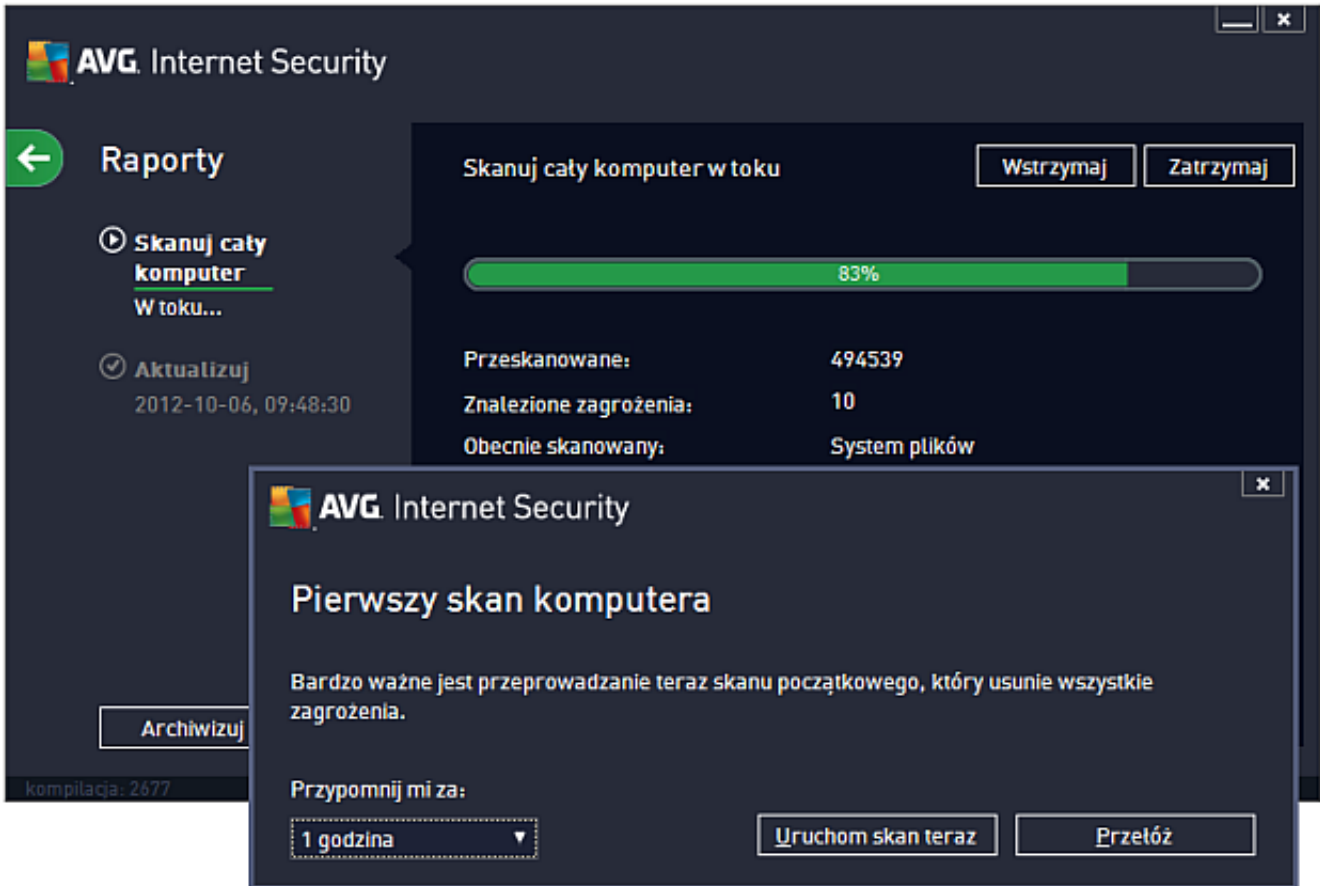 AVG. Internet Security
Raporty
Skanuj cały
komputer
W toku...
Aktualizuj
2012-10-06, 09:48:30
Archiwizuj
kompilacja: 2677
Skanuj cały komputer w toku
Wstrzymaj
Zatrzymaj
83%
Przeskanowane: 494539
Znalezione zagrożenia: 10
Obecnie skanowany: System plików
AVG. Internet Security
Pierwszy skan komputera
Bardzo ważne jest przeprowadzanie teraz skanu początkowego, który usunie wszystkie
zagrożenia.
Przypomnij mi za:
1 godzina
Uruchom skan teraz
Przełóż